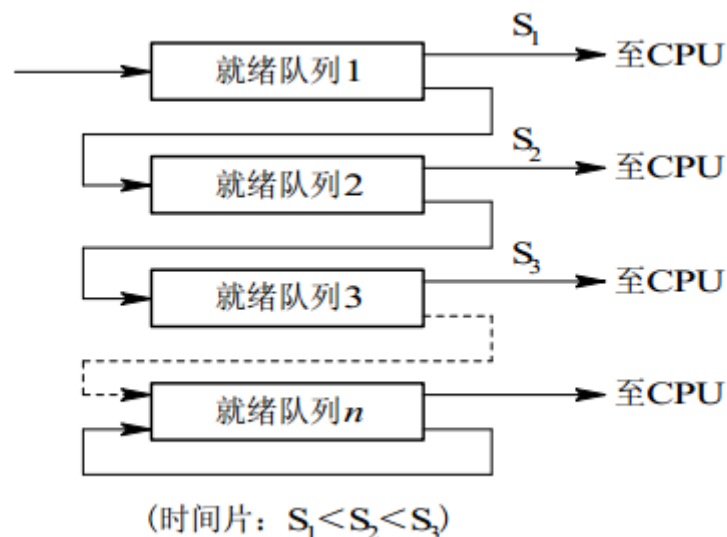 S₁
就绪队列1 至CPU
S₂
就绪队列2 至CPU
S₃
就绪队列3 至CPU
就绪队列n 至CPU
(时间片：S₁<S₂<S₃)